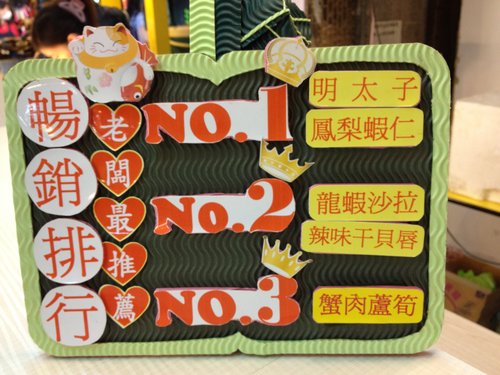 暢銷排行
老闆最推薦
NO.1
明太子
鳳梨蝦仁
NO.2
龍蝦沙拉
辣味干貝唇
NO.3
蟹肉蘆筍